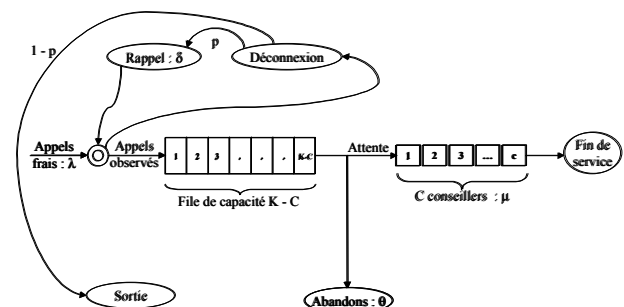 1 - p
p
Rappel : δ
Déconnexion
Appels
frais : λ
Appels
observés
1 2 3 , , , K-C
File de capacité K - C
Attente
1 2 3 ... c
C conseillers : μ
Fin de
service
Sortie
Abandons : θ